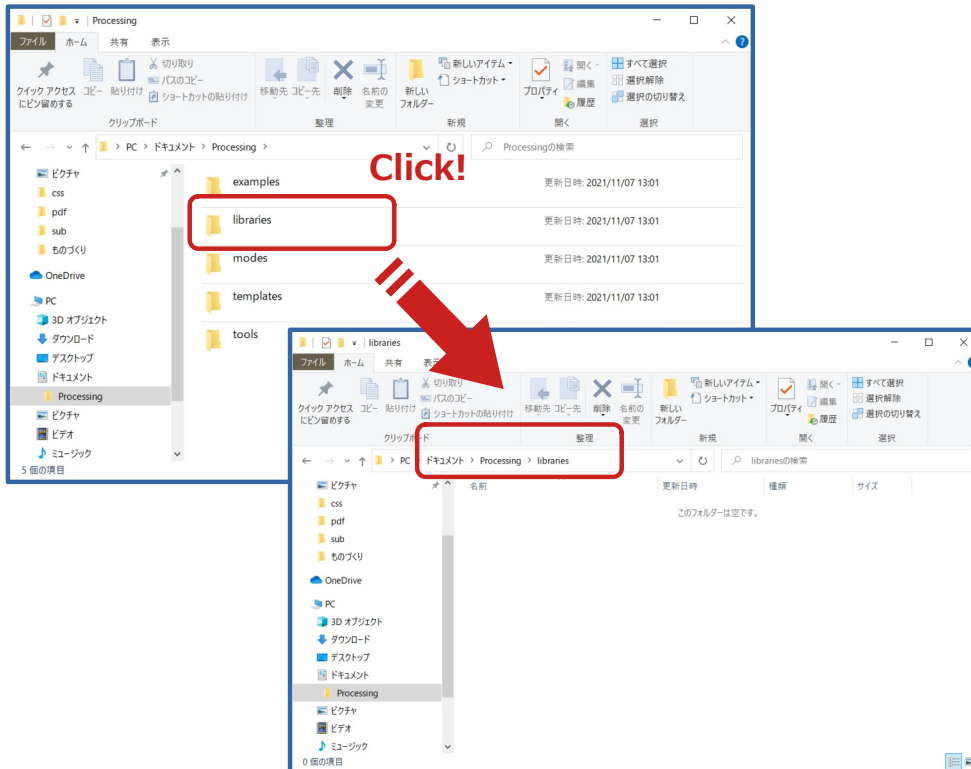 Processing
ファイル ホーム 共有 表示
クイック アクセス
にピン留めする
コピー
貼り付け
切り取り
パスのコピー
ショートカットの貼り付け
移動先
コピー先
削除
名前の
変更
新しい
フォルダー
新しいアイテム
ショートカット
プロパティ
開く
編集
履歴
すべて選択
選択解除
選択の切り替え
クリップボード 整理 新規 開く 選択
PC > ドキュメント > Processing >
Processingの検索
Click!
ピクチャ
css
pdf
sub
ものづくり
OneDrive
PC
3D オブジェクト
ダウンロード
デスクトップ
ドキュメント
Processing
ピクチャ
ビデオ
ミュージック
5 個の項目
examples 更新日時: 2021/11/07 13:01
libraries 更新日時: 2021/11/07 13:01
modes 更新日時: 2021/11/07 13:01
templates 更新日時: 2021/11/07 13:01
tools
libraries
ファイル ホーム 共有
クイック アクセス
にピン留めする
コピー
貼り付け
切り取り
パスのコピー
ショートカットの貼り付け
移動先
コピー先
削除
名前の
変更
新しい
フォルダー
新しいアイテム
ショートカット
プロパティ
開く
編集
履歴
すべて選択
選択解除
選択の切り替え
クリップボード 整理 新規 開く 選択
PC > ドキュメント > Processing > libraries
librariesの検索
名前 更新日時 種類 サイズ
このフォルダーは空です。
ピクチャ
css
pdf
sub
ものづくり
OneDrive
PC
3D オブジェクト
ダウンロード
デスクトップ
ドキュメント
Processing
ピクチャ
ビデオ
ミュージック
0 個の項目